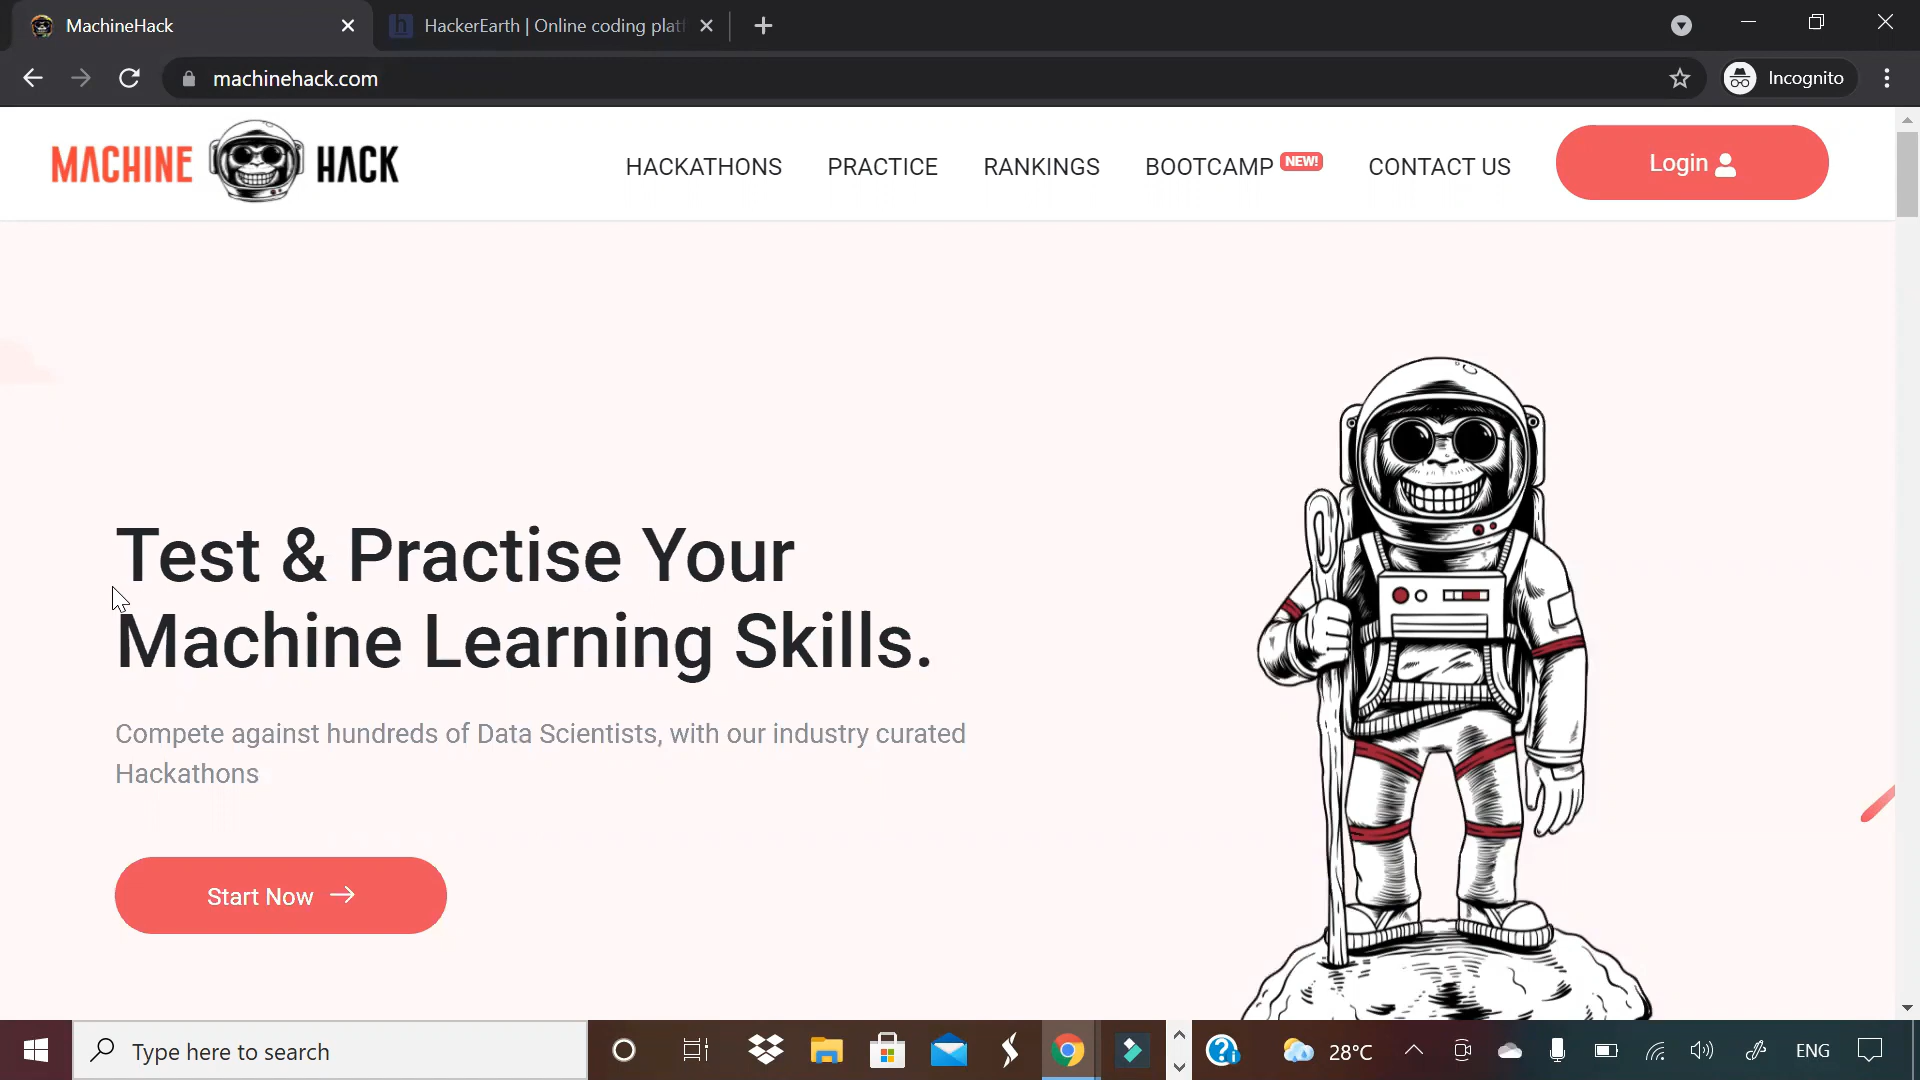 MachineHack
HackerEarth | Online coding plat
machinehack.com
Incognito
MACHINE HACK
HACKATHONS
PRACTICE
RANKINGS
BOOTCAMP NEW!
CONTACT US
Login
Test & Practise Your
Machine Learning Skills.
Compete against hundreds of Data Scientists, with our industry curated
Hackathons
Start Now
Type here to search
28°C
ENG